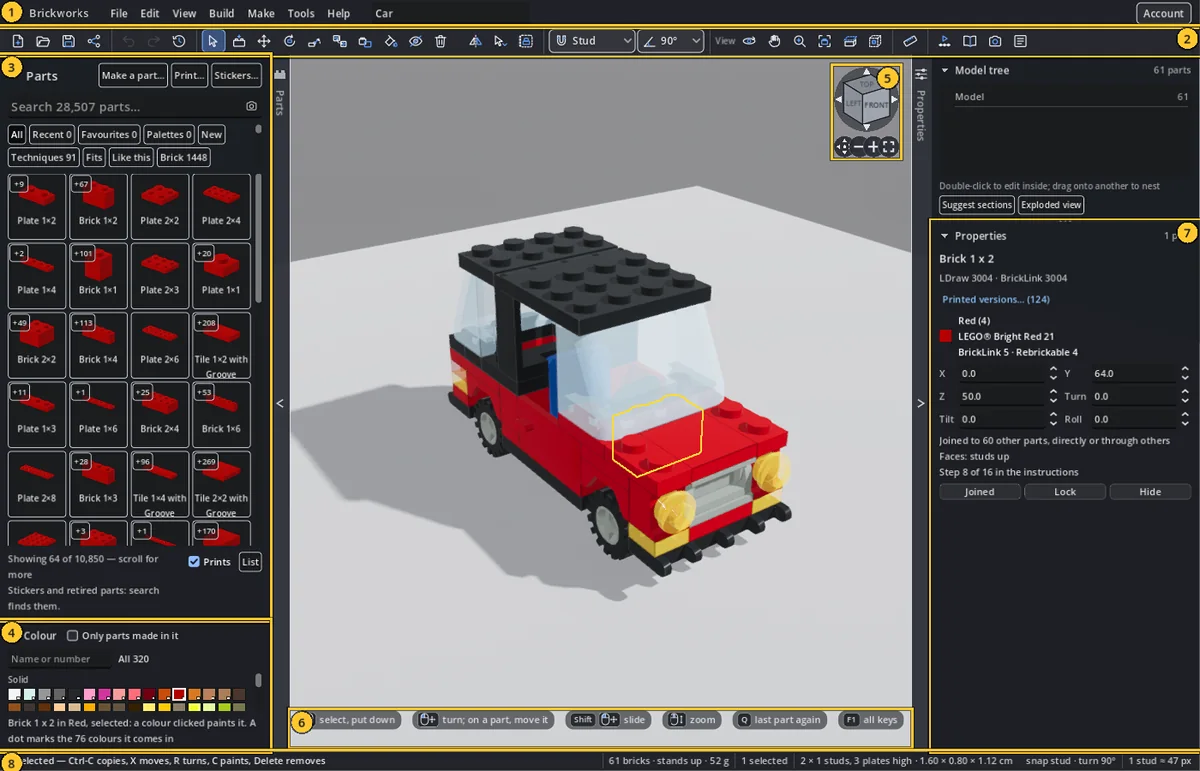 1 Brickworks File Edit View Build Make Tools Help Car Account
Stud 90° View 2
3 Parts Make a part... Print... Stickers...
Search 28,507 parts...
All Recent 0 Favourites 0 Palettes 0 New
Techniques 91 Fits Like this Brick 1448
+9 +67
Plate 1×2 Brick 1×2 Plate 2×2 Plate 2×4
+2 +101 +20
Plate 1×4 Brick 1×1 Plate 2×3 Plate 1×1
+49 +113 +208
Brick 2×2 Brick 1×4 Plate 2×6 Tile 1×2 with
Groove
+11 +1 +25 +53
Plate 1×3 Plate 1×6 Brick 2×4 Brick 1×6
+28 +96 +269
Plate 2×8 Brick 1×3 Tile 1×4 with Tile 2×2 with
Groove Groove
+3 +1 +170
Showing 64 of 10,850 — scroll for
more
Prints List
Stickers and retired parts: search
finds them.
4 Colour Only parts made in it
Name or number All 320
Solid
Brick 1 x 2 in Red, selected: a colour clicked paints it. A
dot marks the 76 colours it comes in
Parts
5
TOP
LEFT FRONT
Properties
6 select, put down turn; on a part, move it Shift slide zoom Q last part again F1 all keys
Model tree 61 parts
Model 61
Double-click to edit inside; drag onto another to nest
Suggest sections Exploded view
Properties 1 p 7
Brick 1 x 2
LDraw 3004 · BrickLink 3004
Printed versions... (124)
Red (4)
LEGO® Bright Red 21
BrickLink 5 · Rebrickable 4
X 0.0 Y 64.0
Z 50.0 Turn 0.0
Tilt 0.0 Roll 0.0
Joined to 60 other parts, directly or through others
Faces: studs up
Step 8 of 16 in the instructions
Joined Lock Hide
8 elected — Ctrl-C copies, X moves, R turns, C paints, Delete removes 61 bricks · stands up · 52 g 1 selected 2 × 1 studs, 3 plates high · 1.60 × 0.80 × 1.12 cm snap stud · turn 90° 1 stud ≈ 47 px